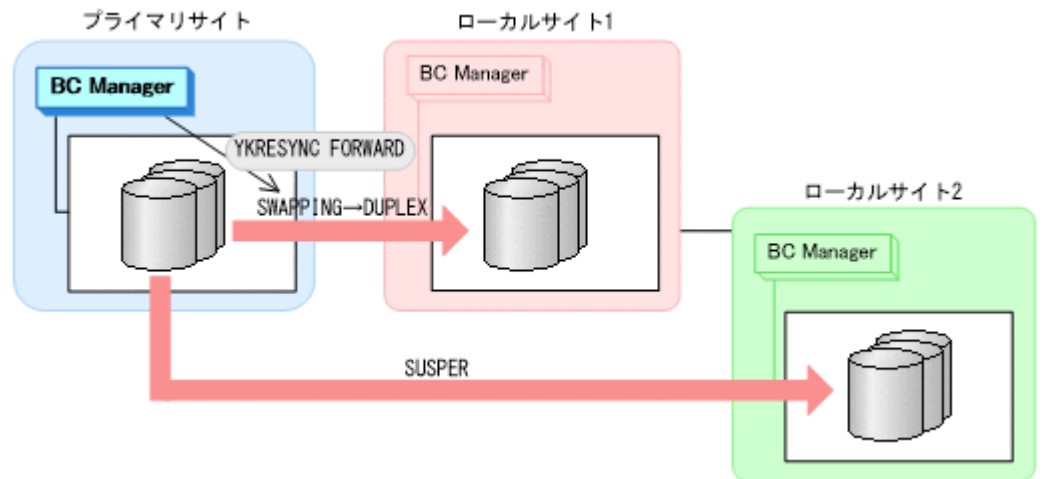 プライマリサイト
ローカルサイト1
BC Manager
BC Manager
YKRESYNC FORWARD
SWAPPING→DUPLEX
ローカルサイト2
BC Manager
SUSPER